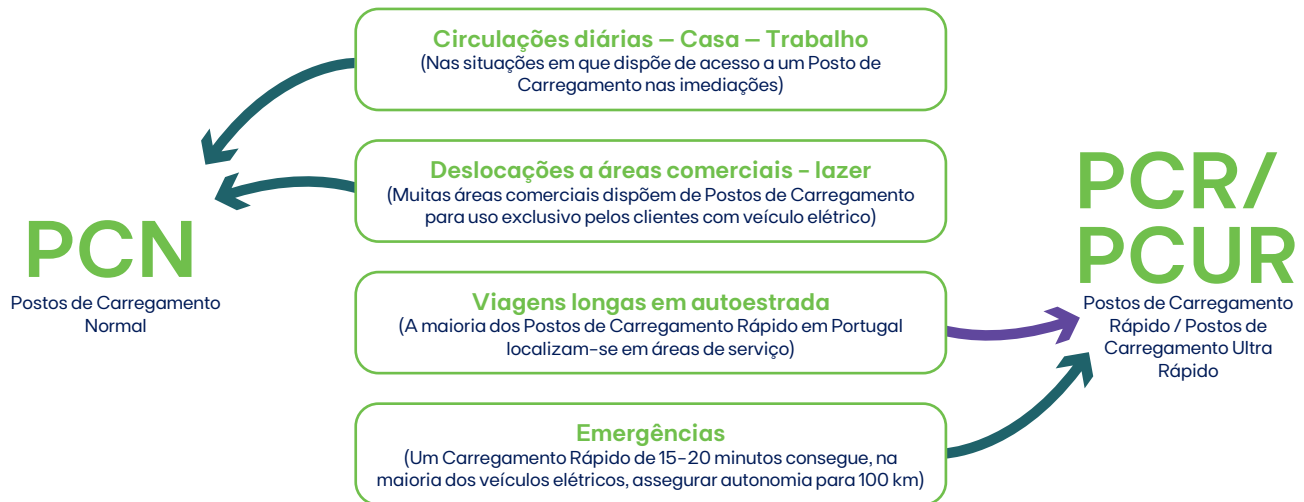 Circulações diárias – Casa – Trabalho
(Nas situações em que dispõe de acesso a um Posto de
Carregamento nas imediações)
Deslocações a áreas comerciais - lazer
(Muitas áreas comerciais dispõem de Postos de Carregamento
para uso exclusivo pelos clientes com veículo elétrico)
PCN
Postos de Carregamento
Normal
Viagens longas em autoestrada
(A maioria dos Postos de Carregamento Rápido em Portugal
localizam-se em áreas de serviço)
Emergências
(Um Carregamento Rápido de 15-20 minutos consegue, na
maioria dos veículos elétricos, assegurar autonomia para 100 km)
PCR/
PCUR
Postos de Carregamento
Rápido / Postos de
Carregamento Ultra
Rápido